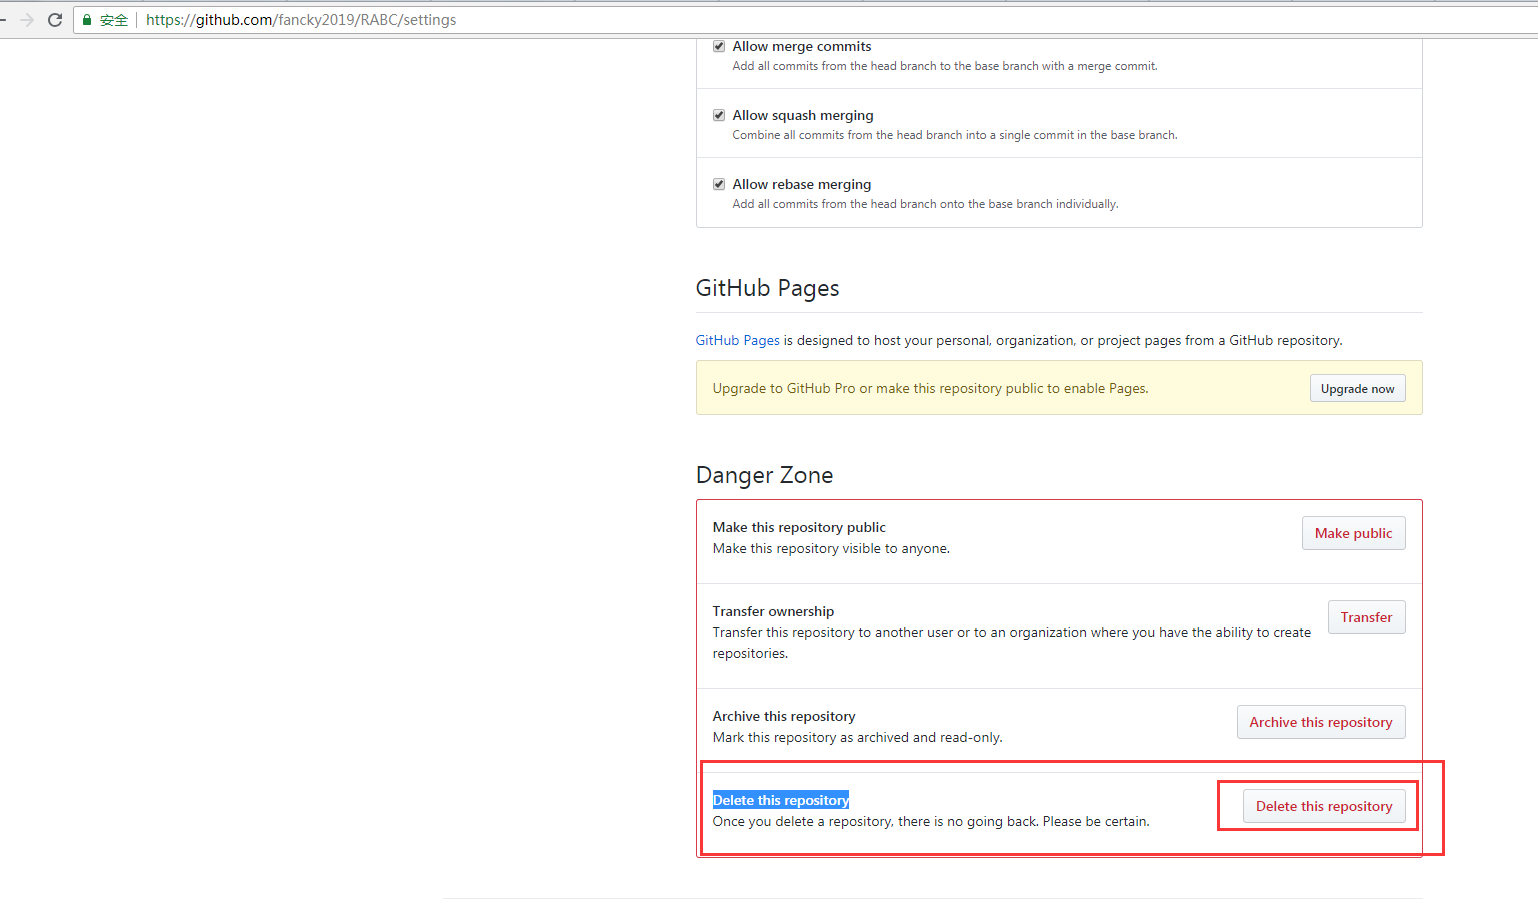 安全 https://github.com/fancky2019/RABC/settings
Allow merge commits
Add all commits from the head branch to the base branch with a merge commit.
Allow squash merging
Combine all commits from the head branch into a single commit in the base branch.
Allow rebase merging
Add all commits from the head branch onto the base branch individually.
GitHub Pages
GitHub Pages is designed to host your personal, organization, or project pages from a GitHub repository.
Upgrade to GitHub Pro or make this repository public to enable Pages. Upgrade now
Danger Zone
Make this repository public
Make this repository visible to anyone.
Make public
Transfer ownership
Transfer this repository to another user or to an organization where you have the ability to create
repositories.
Transfer
Archive this repository
Mark this repository as archived and read-only.
Archive this repository
Delete this repository
Once you delete a repository, there is no going back. Please be certain.
Delete this repository